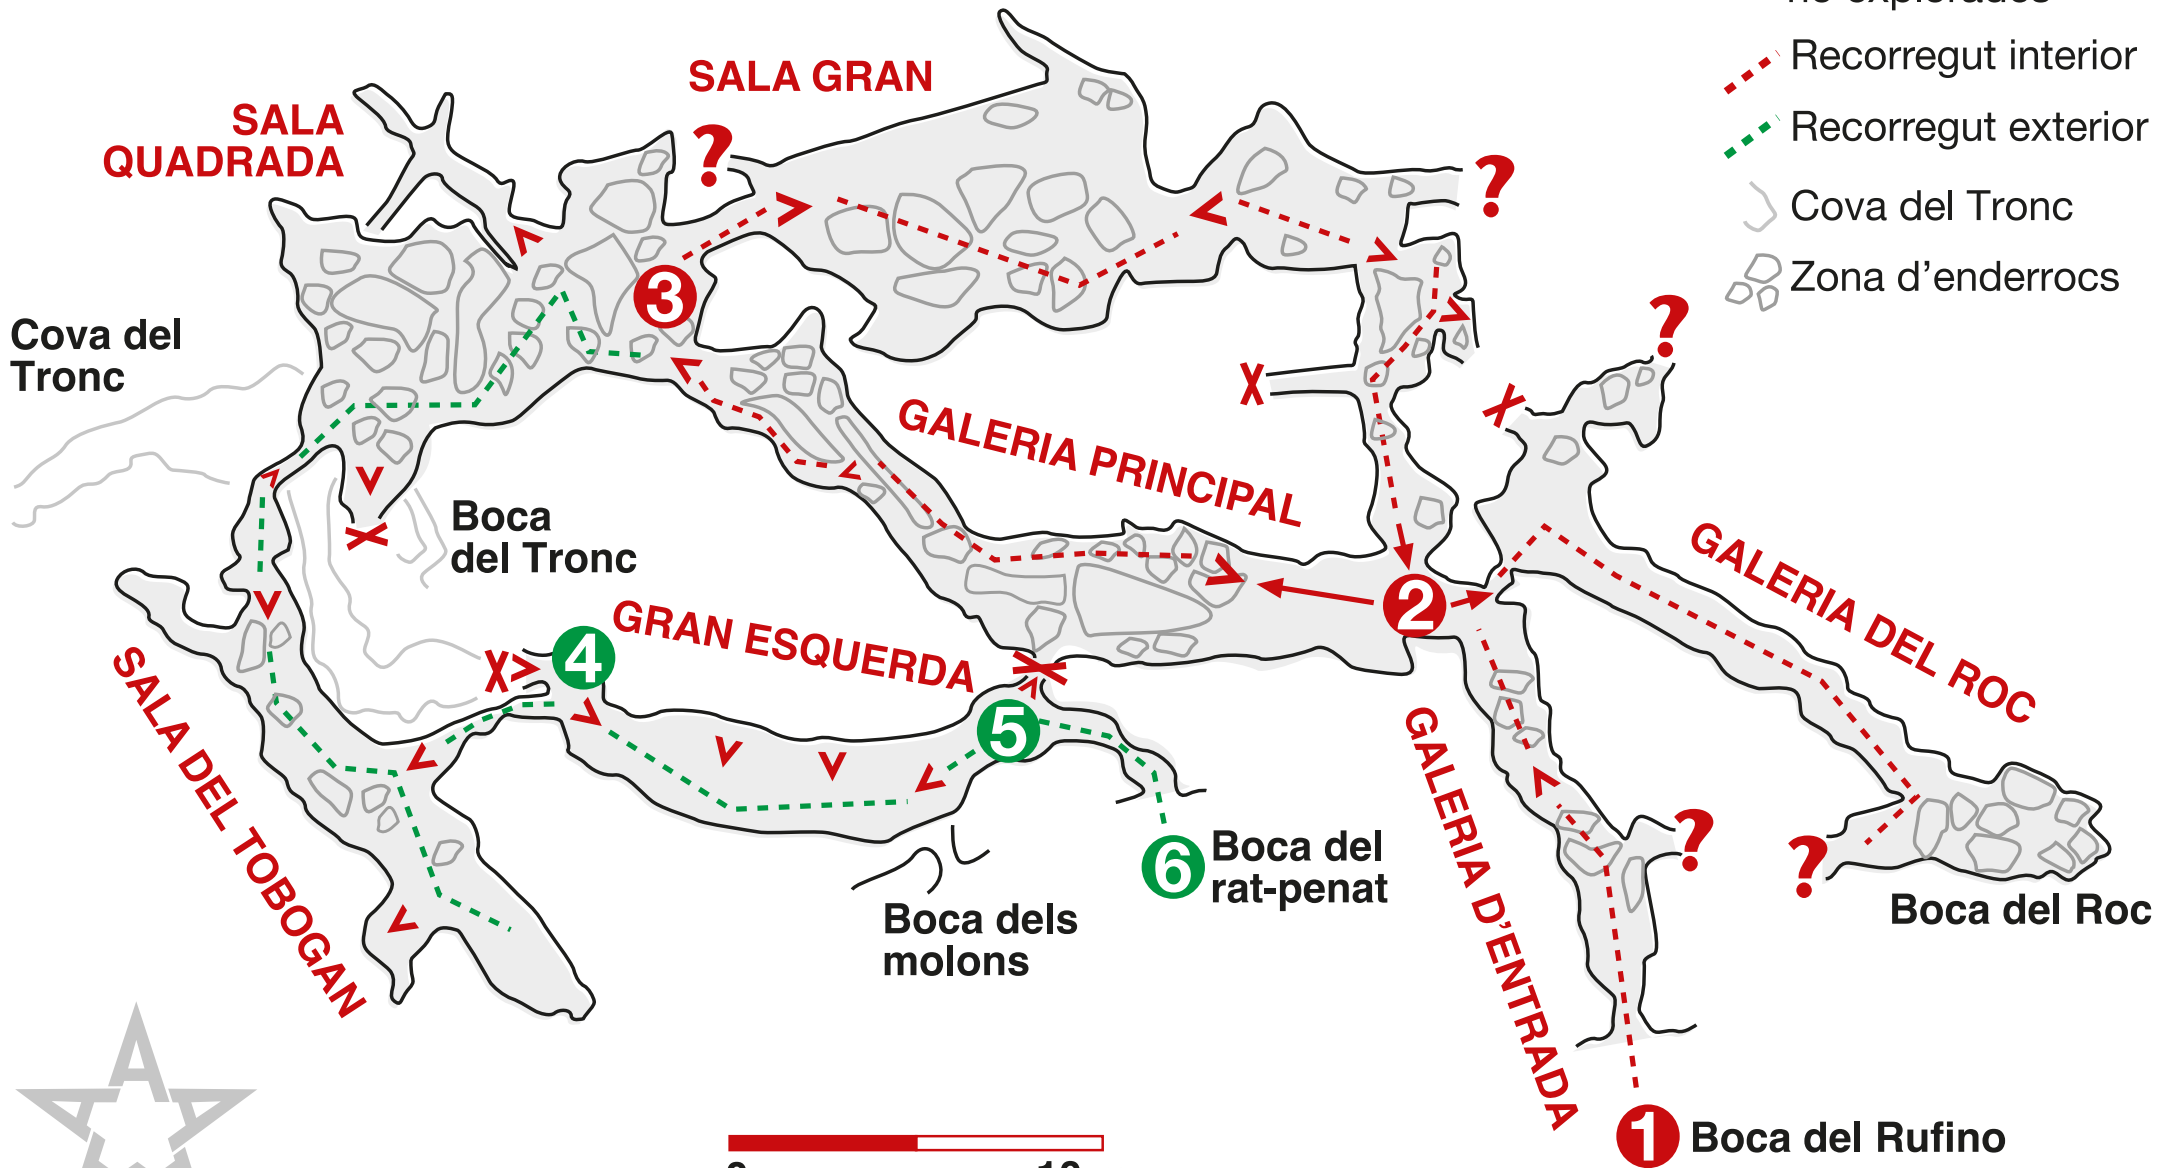 Recorregut interior
Recorregut exterior
Cova del Tronc
Zona d'enderrocs
SALA GRAN
SALA
QUADRADA
?
?
?
3
Cova del
Tronc
X
X
GALERIA PRINCIPAL
Boca
del Tronc
X
2
GALERIA DEL ROC
GRAN ESQUERDA
4
X
X
5
SALA DEL TOBOGAN
GALERIA D'ENTRADA
6
Boca del
rat-penat
?
?
Boca del Roc
Boca dels
molons
1
Boca del Rufino